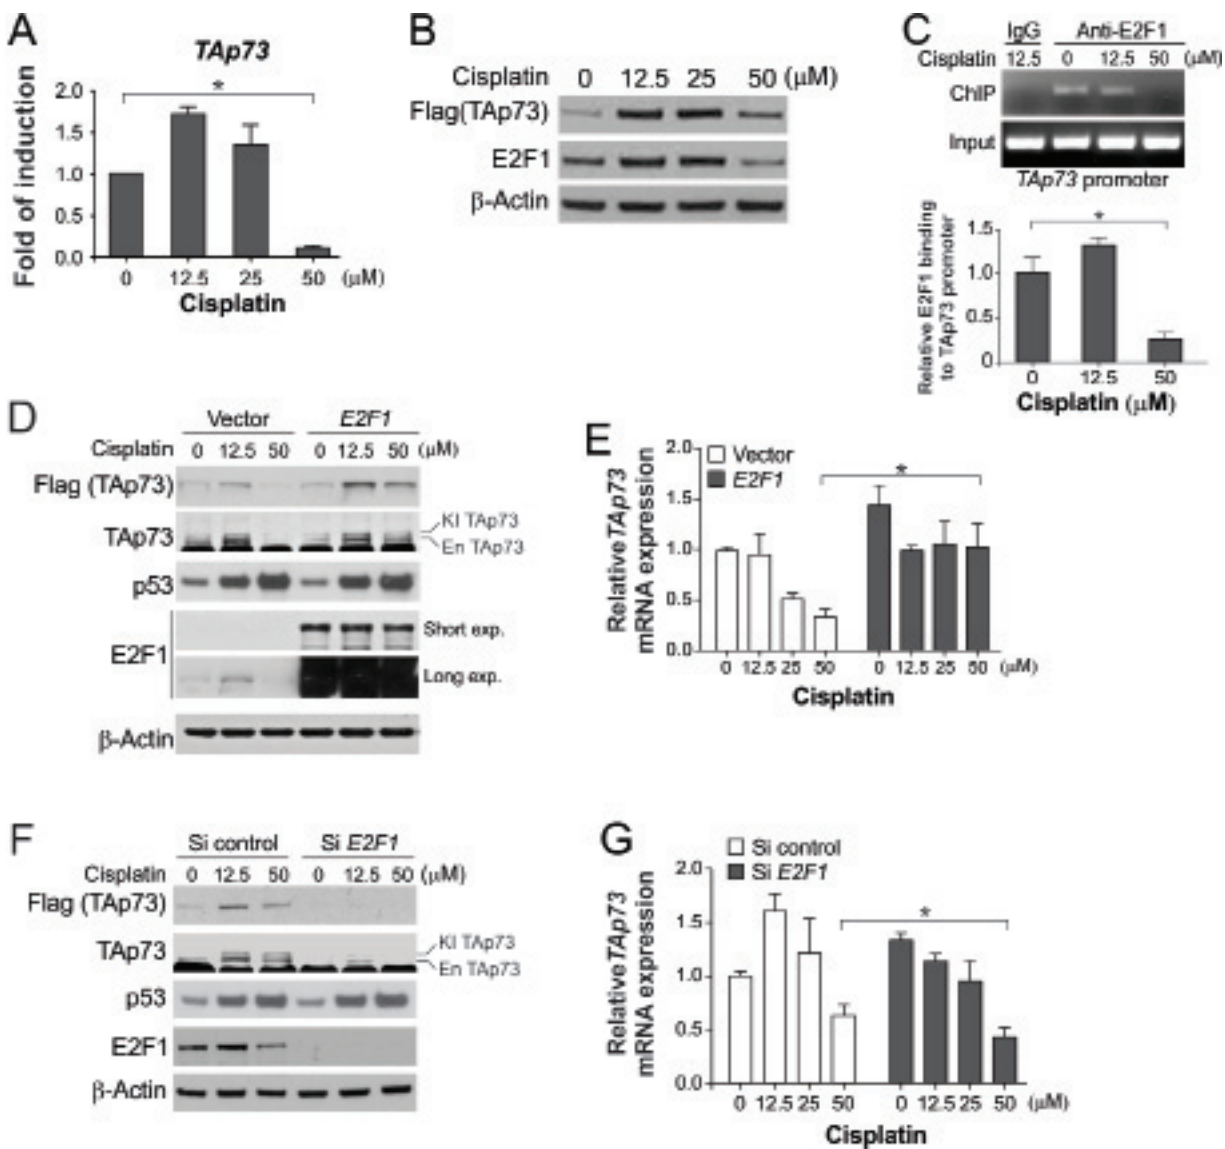 A
TAp73
*
Fold of induction
2.0
1.5
1.0
0.5
0.0
0 12.5 25 50 (μM)
Cisplatin
B
Cisplatin 0 12.5 25 50 (μM)
Flag(TAp73)
E2F1
β-Actin
C
IgG Anti-E2F1
Cisplatin 12.5 0 12.5 50 (μM)
ChIP
Input
TAp73 promoter
Relative E2F1 binding
to TAp73 promoter
*
1.5
1.0
0.5
0
0 12.5 50
Cisplatin (μM)
D
Vector E2F1
Cisplatin 0 12.5 50 0 12.5 50 (μM)
Flag (TAp73)
TAp73
KI TAp73
En TAp73
p53
E2F1
Short exp.
Long exp.
β-Actin
E
Vector
E2F1
*
Relative TAp73
mRNA expression
2.0
1.5
1.0
0.5
0.0
0 12.5 25 50 0 12.5 25 50 (μM)
Cisplatin
F
Si control Si E2F1
Cisplatin 0 12.5 50 0 12.5 50 (μM)
Flag (TAp73)
TAp73
KI TAp73
En TAp73
p53
E2F1
β-Actin
G
Si control
Si E2F1
*
Relative TAp73
mRNA expression
2.0
1.5
1.0
0.5
0.0
0 12.5 25 50 0 12.5 25 50 (μM)
Cisplatin